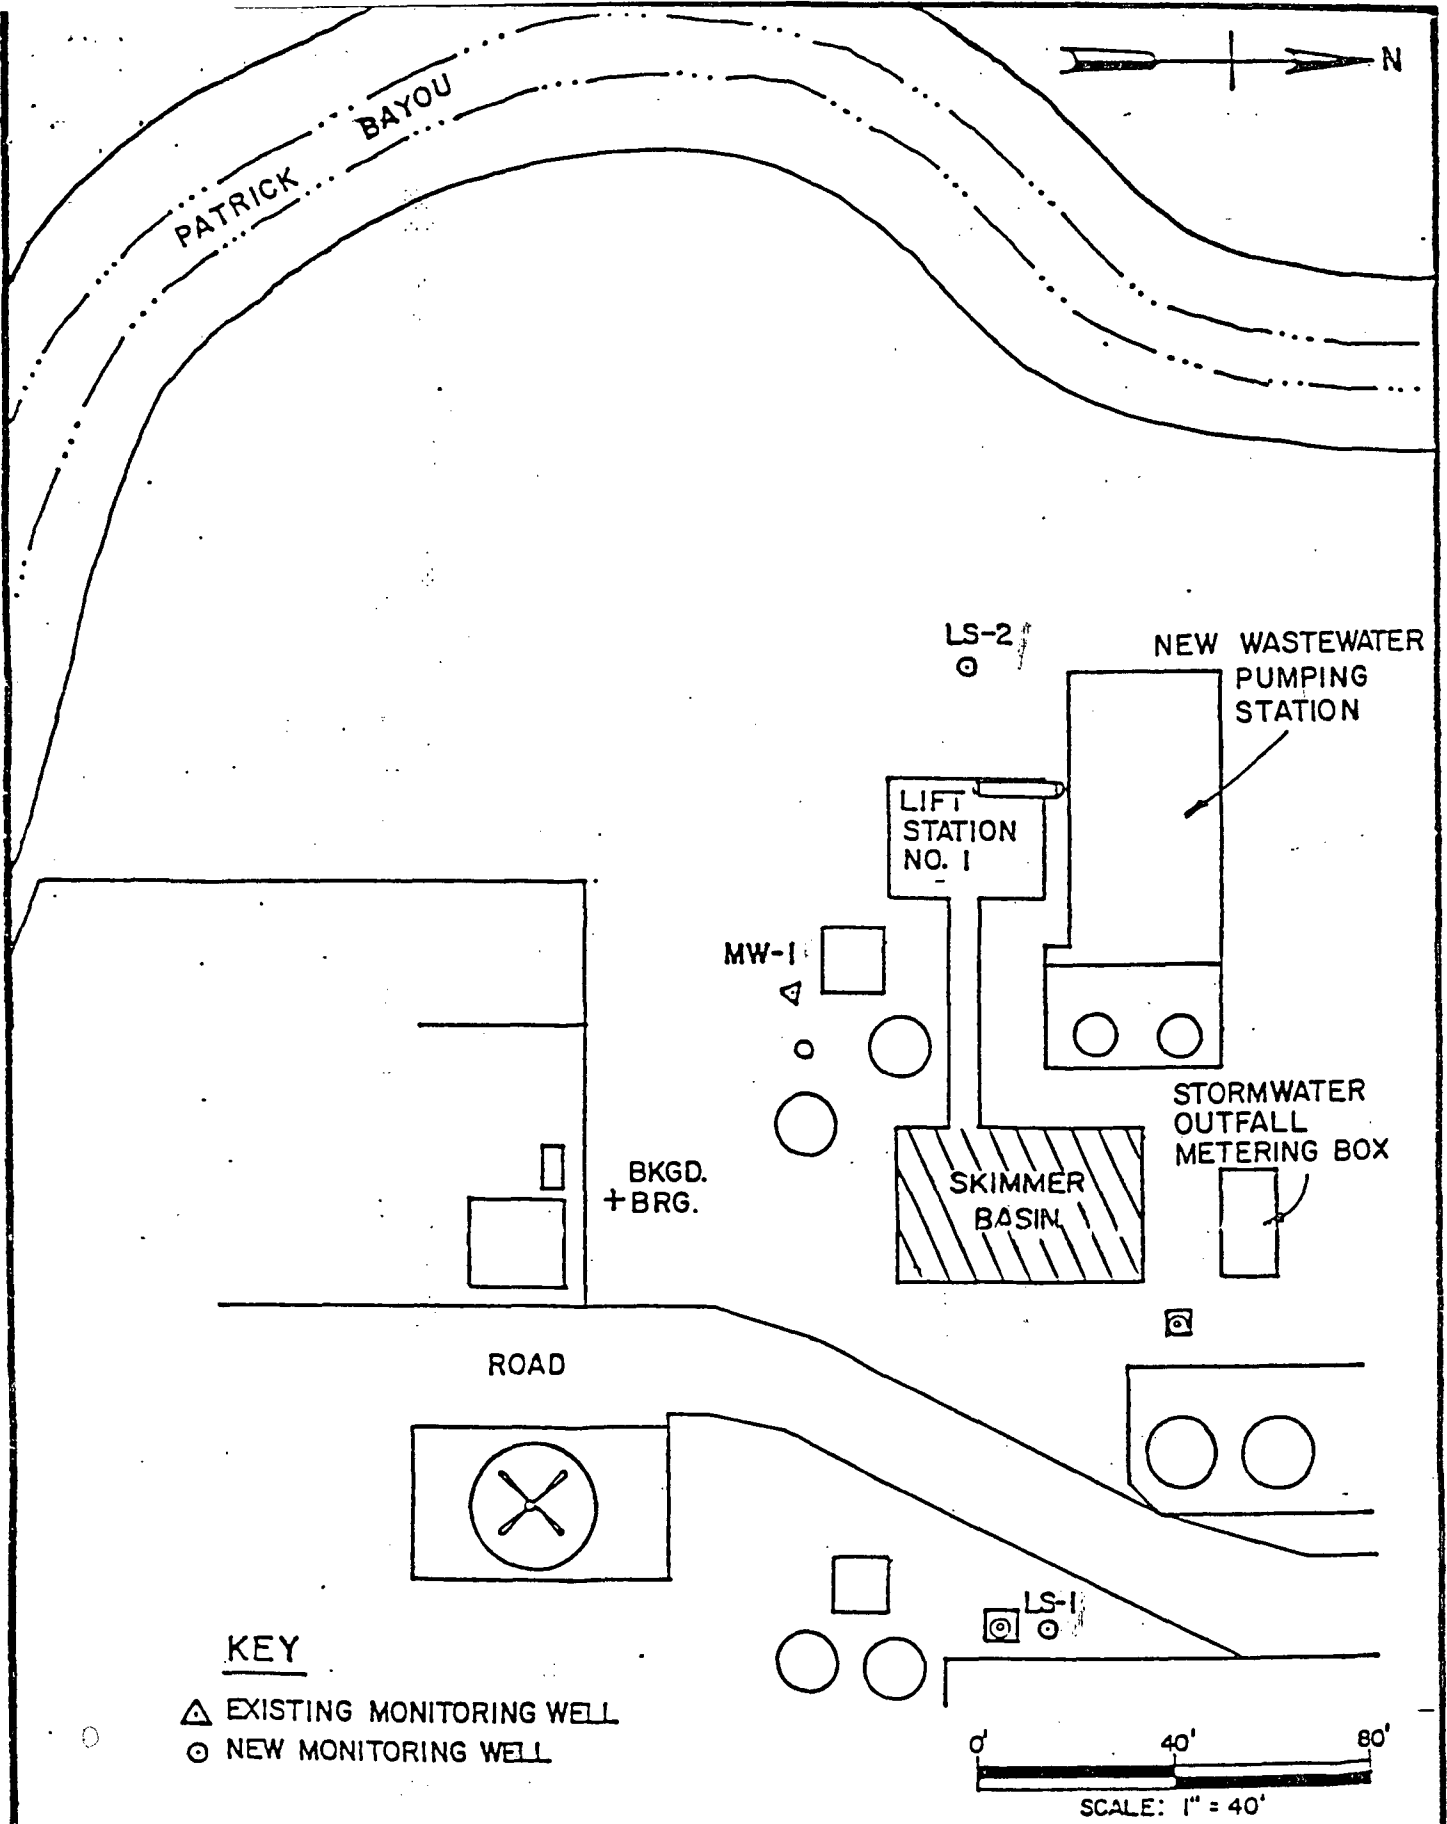 N
PATRICK BAYOU
LS-2
NEW WASTEWATER
PUMPING
STATION
LIFT
STATION
NO. 1
MW-1
STORMWATER
OUTFALL
METERING BOX
BKGD.
+BRG.
SKIMMER
BASIN
ROAD
LS-1
KEY
EXISTING MONITORING WELL
NEW MONITORING WELL
0' 40' 80'
SCALE: 1" = 40'